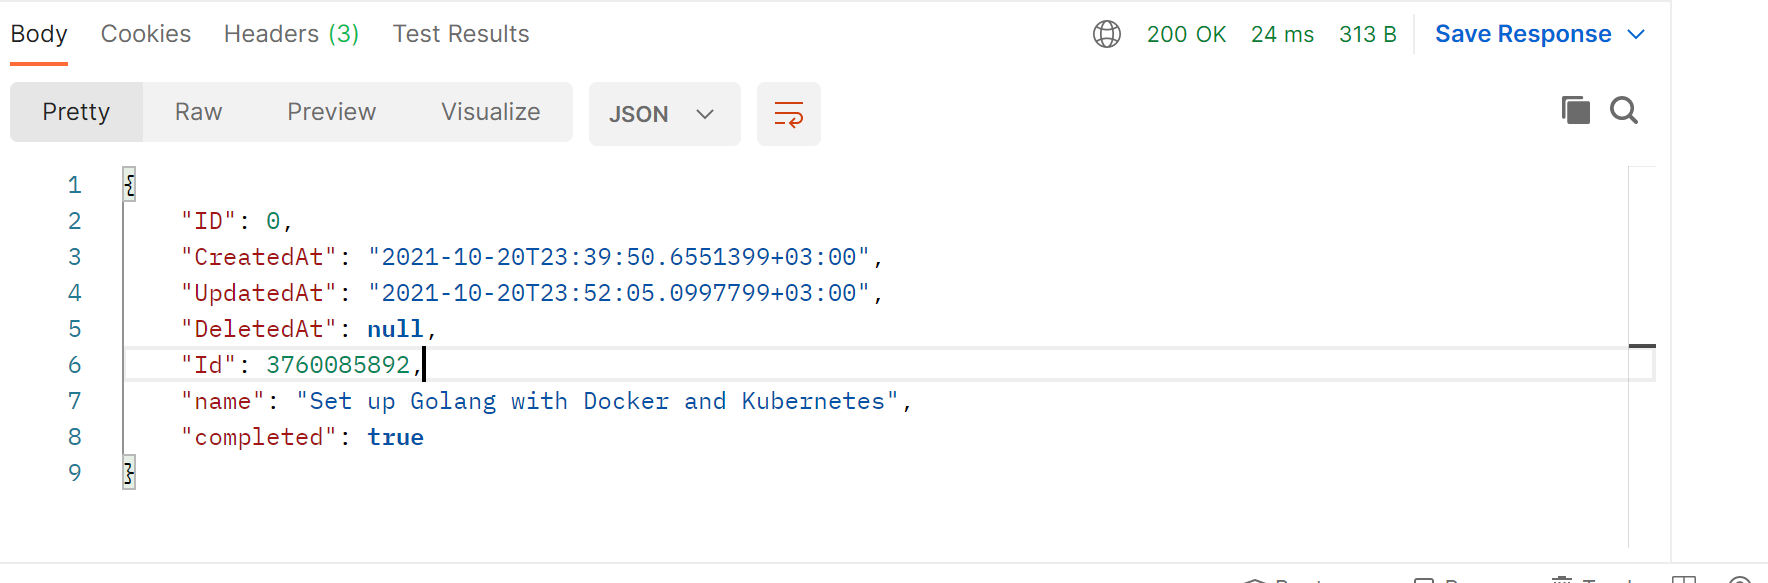 Body Cookies Headers (3) Test Results 200 OK 24 ms 313 B Save Response
Pretty Raw Preview Visualize JSON
1 {
2 "ID": 0,
3 "CreatedAt": "2021-10-20T23:39:50.6551399+03:00",
4 "UpdatedAt": "2021-10-20T23:52:05.0997799+03:00",
5 "DeletedAt": null,
6 "Id": 3760085892,
7 "name": "Set up Golang with Docker and Kubernetes",
8 "completed": true
9 }